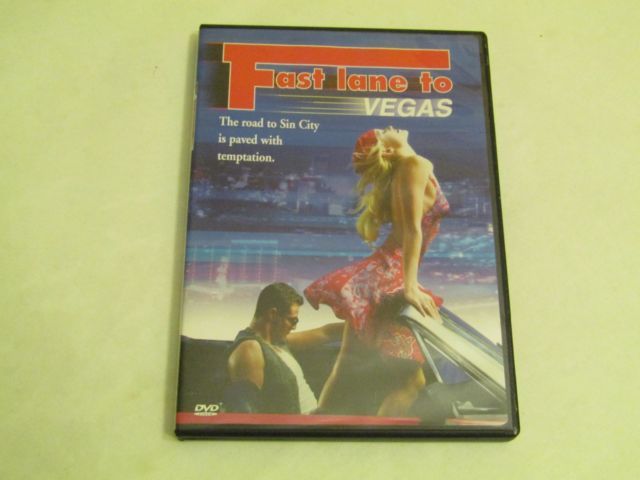 Fast lane to
VEGAS
The road to Sin City
is paved with
temptation.
DVD